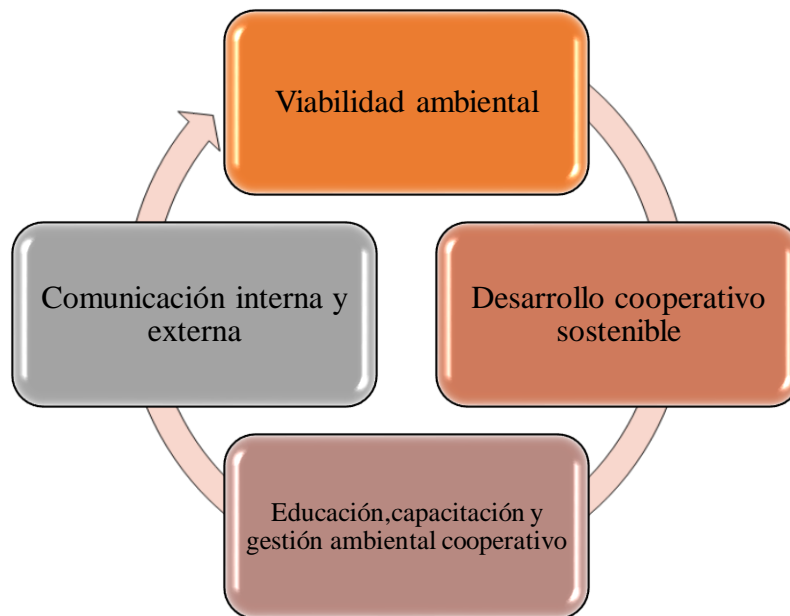 Viabilidad ambiental
Desarrollo cooperativo
sostenible
Educación,capacitación y
gestión ambiental cooperativo
Comunicación interna y
externa